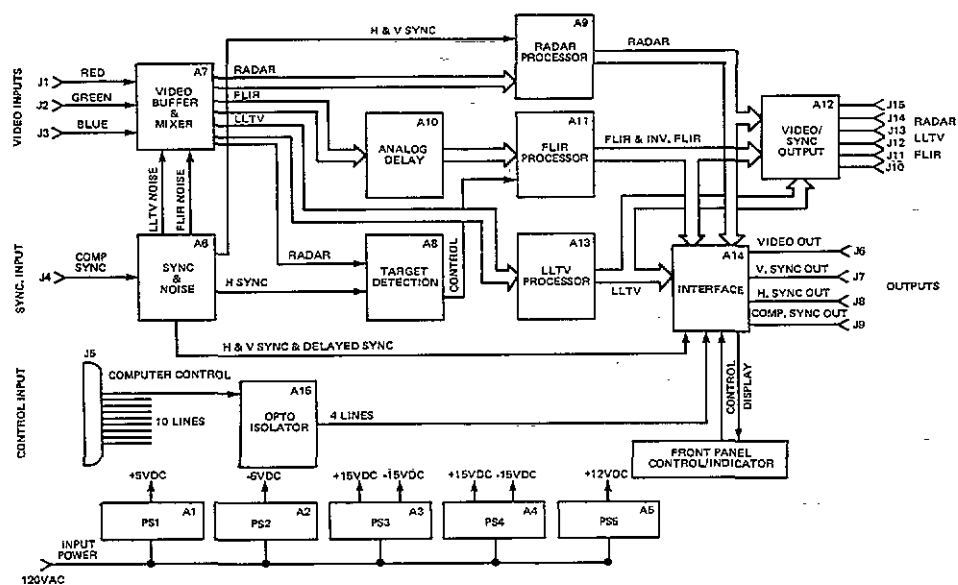 VIDEO INPUTS
J1
RED
J2
GREEN
J3
BLUE
A7
VIDEO
BUFFER
&
MIXER
H & V SYNC
RADAR
FLIR
LLTV
A9
RADAR
PROCESSOR
RADAR
A10
ANALOG
DELAY
A11
FLIR
PROCESSOR
FLIR & INV. FLIR
A12
VIDEO/
SYNC
OUTPUT
J15
J14
J13
J12
J11
J10
RADAR
LLTV
FLIR
LLTV NOISE
FLIR NOISE
SYNC. INPUT
J4
COMP
SYNC
A6
SYNC
&
NOISE
RADAR
H SYNC
A8
TARGET
DETECTION
CONTROL
A13
LLTV
PROCESSOR
LLTV
A14
INTERFACE
VIDEO OUT
J6
V. SYNC OUT
J7
H. SYNC OUT
J8
COMP. SYNC OUT
J9
OUTPUTS
H & V SYNC & DELAYED SYNC
CONTROL INPUT
J5
COMPUTER CONTROL
10 LINES
A15
OPTO
ISOLATOR
4 LINES
CONTROL
DISPLAY
FRONT PANEL
CONTROL/INDICATOR
+5VDC
-5VDC
+15VDC
-15VDC
+15VDC
-15VDC
+12VDC
A1
PS1
A2
PS2
A3
PS3
A4
PS4
A5
PS5
INPUT
POWER
120VAC